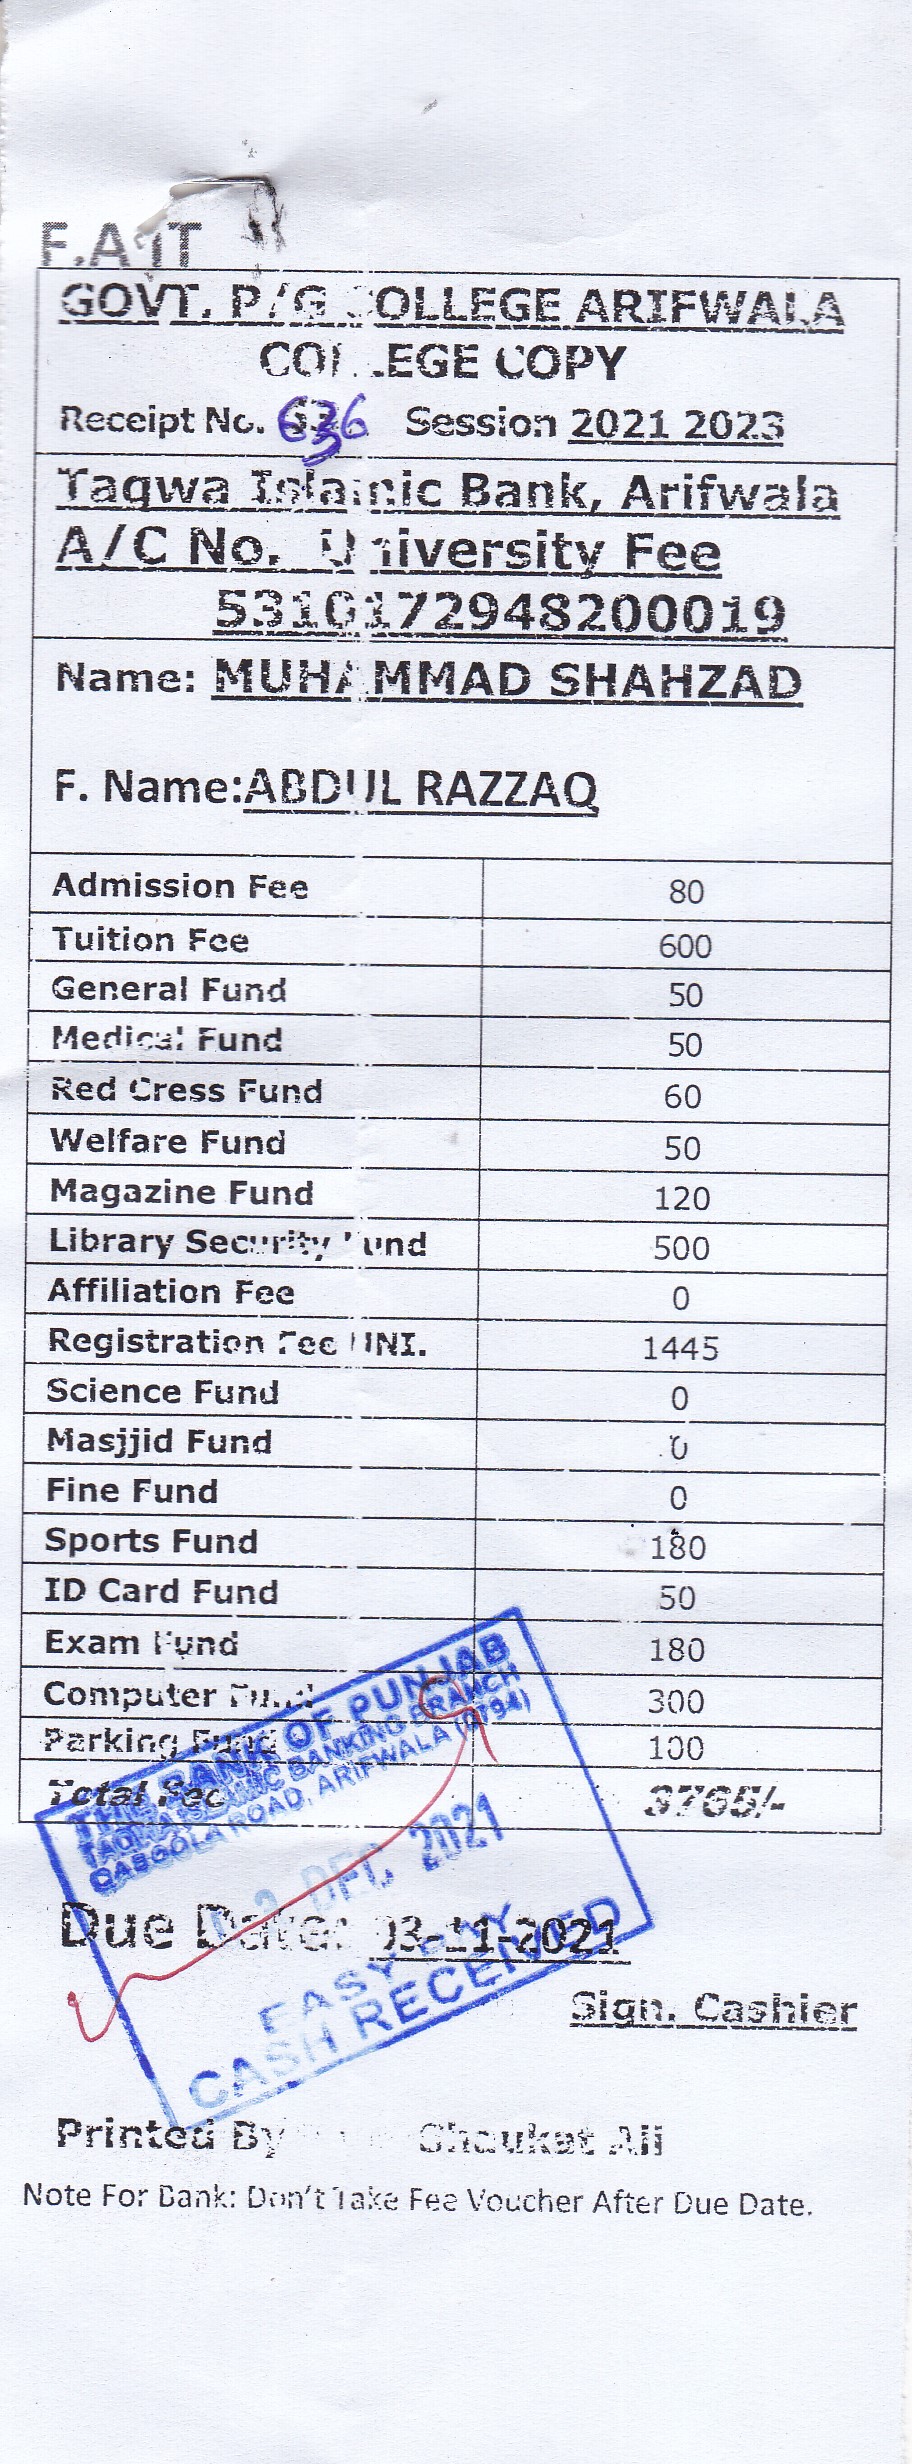 F.A IT
GOVT. P/G COLLEGE ARIFWALA
COLLEGE COPY
Receipt No. 636 Session 2021 2023
Taqwa Islamic Bank, Arifwala
A/C No. University Fee
5310172948200019
Name: MUHAMMAD SHAHZAD
F. Name:ABDUL RAZZAQ
Admission Fee 80
Tuition Fee 600
General Fund 50
Medical Fund 50
Red Cress Fund 60
Welfare Fund 50
Magazine Fund 120
Library Security Fund 500
Affiliation Fee 0
Registration Fee UNI. 1445
Science Fund 0
Masjjid Fund 0
Fine Fund 0
Sports Fund 180
ID Card Fund 50
Exam Fund 180
Computer Fund 300
Parking Fund 100
Total Fee 3765/-
THE BANK OF PUNJAB
TAQWA ISLAMIC BANKING BRANCH
QABOOLA ROAD, ARIFWALA (0794)
DEC 2021
Due Date: 03-11-2021
EASY PAY
CASH RECEIVED
Sign. Cashier
Printed By Shaukat Ali
Note For Bank: Don't Take Fee Voucher After Due Date.